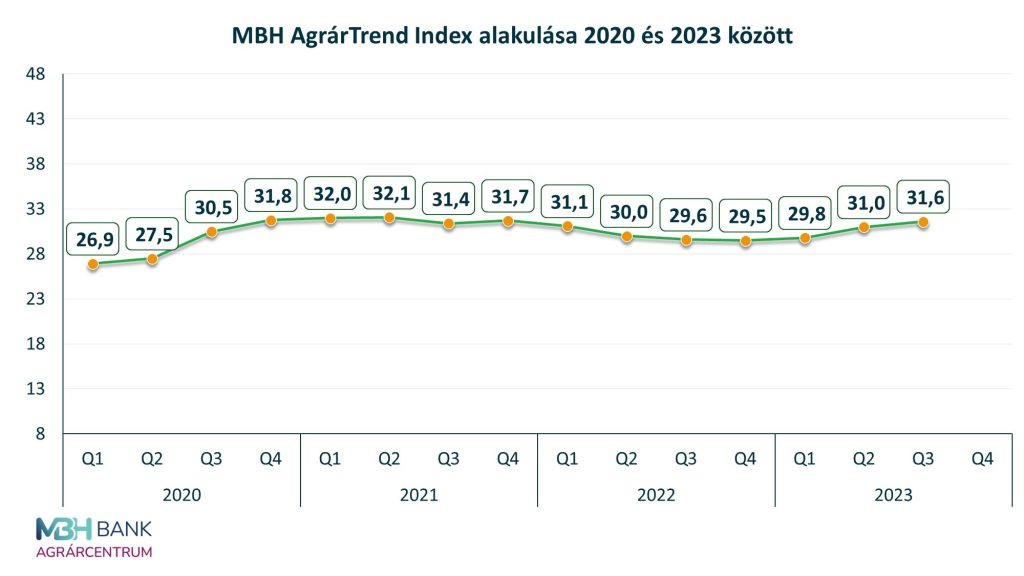 MBH AgrárTrend Index alakulása 2020 és 2023 között
48
43
38
33
28
23
18
13
8
26,9 27,5 30,5 31,8 32,0 32,1 31,4 31,7 31,1 30,0 29,6 29,5 29,8 31,0 31,6
Q1 Q2 Q3 Q4 Q1 Q2 Q3 Q4 Q1 Q2 Q3 Q4 Q1 Q2 Q3 Q4
2020 2021 2022 2023
MBH BANK
AGRÁRCENTRUM